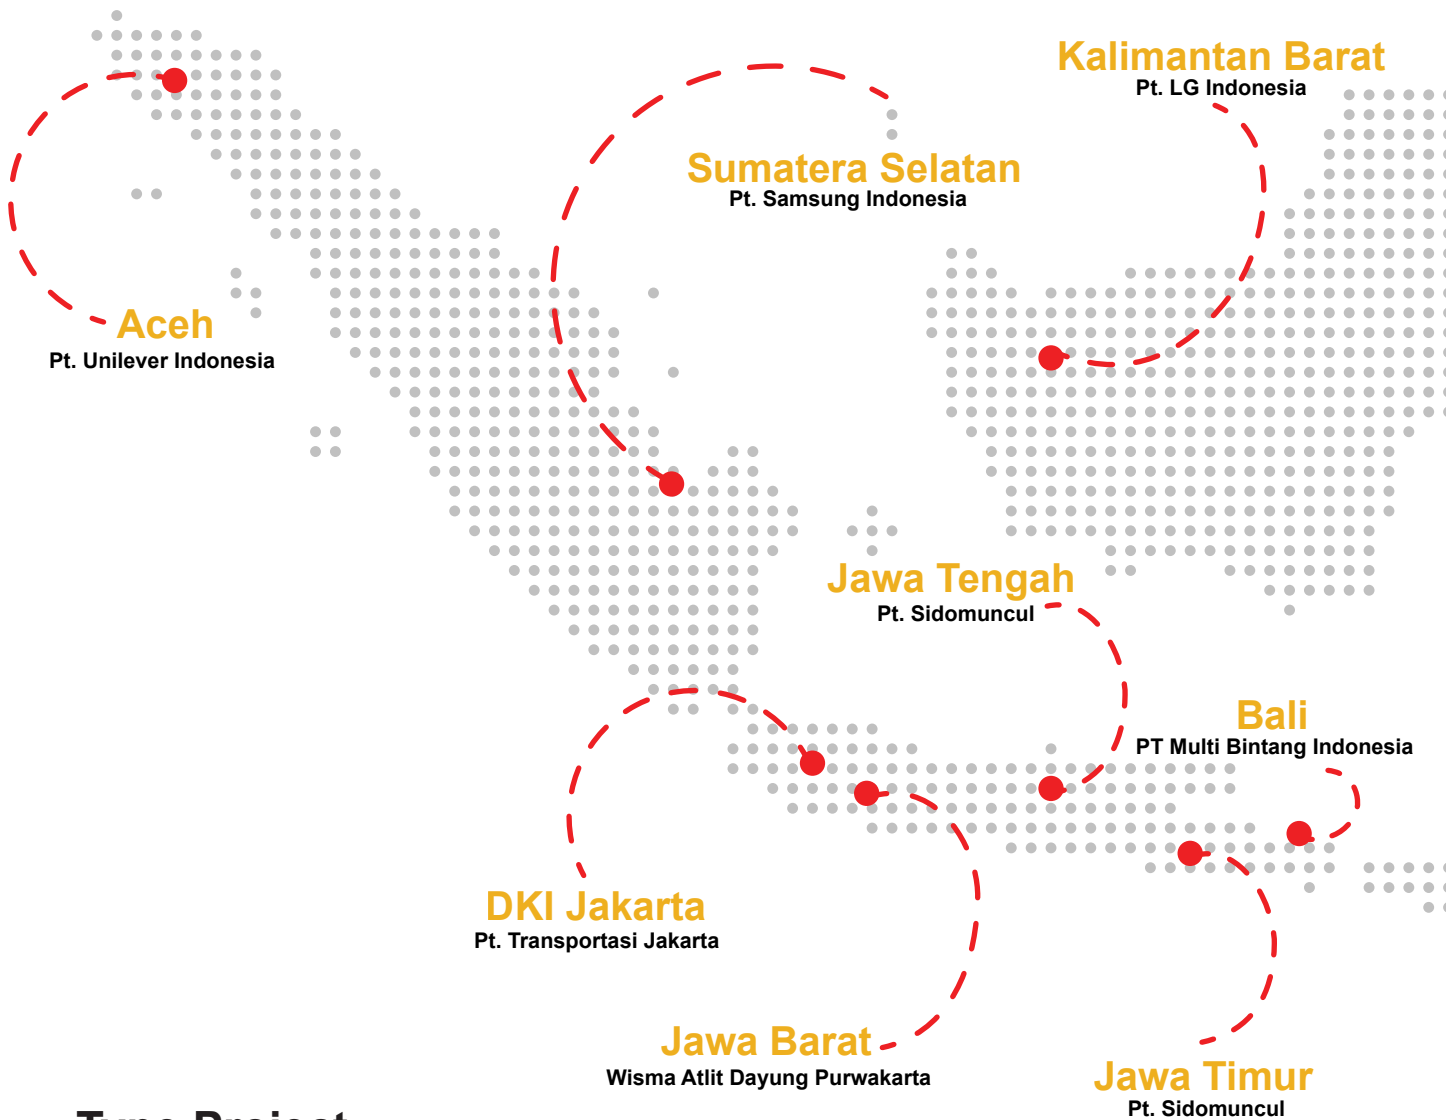 Kalimantan Barat
Pt. LG Indonesia
Sumatera Selatan
Pt. Samsung Indonesia
Aceh
Pt. Unilever Indonesia
Jawa Tengah
Pt. Sidomuncul
Bali
PT Multi Bintang Indonesia
DKI Jakarta
Pt. Transportasi Jakarta
Jawa Barat
Wisma Atlit Dayung Purwakarta
Jawa Timur
Pt. Sidomuncul
Type Project